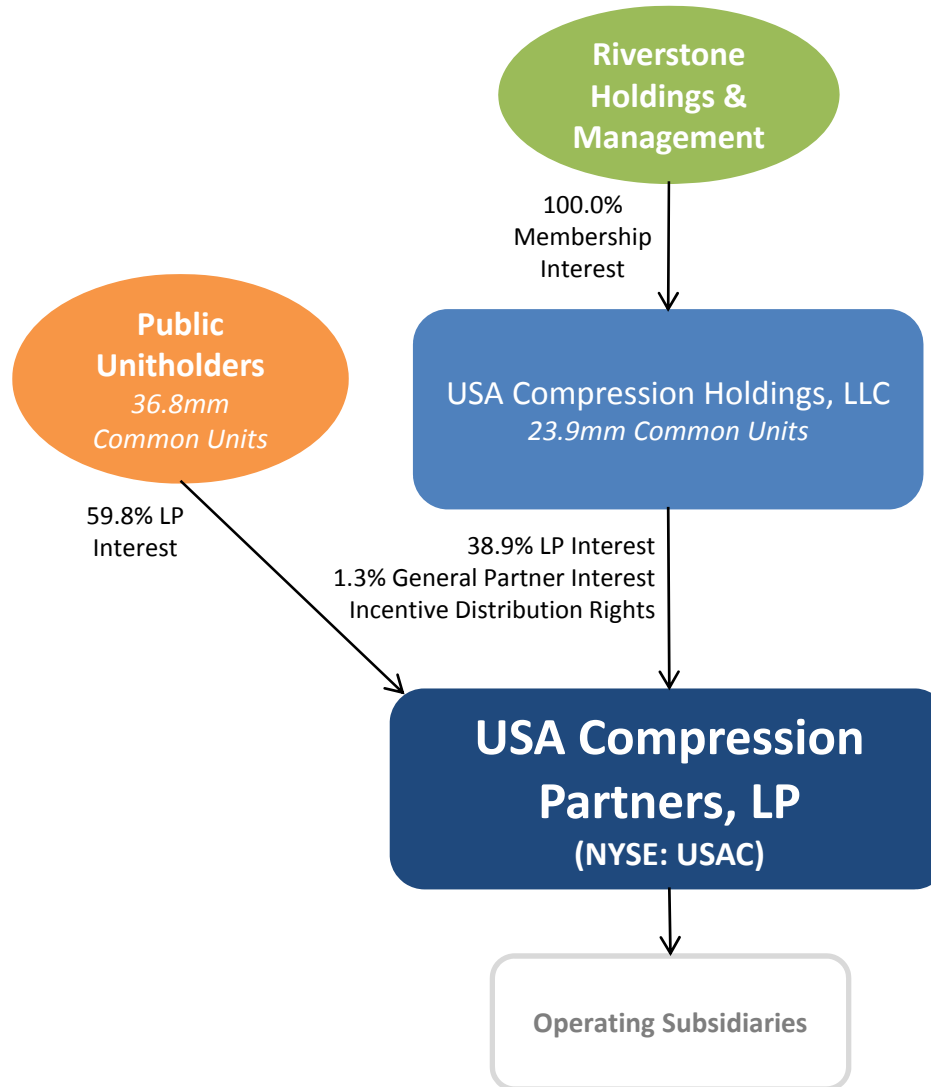 Riverstone
Holdings &
Management
100.0%
Membership
Interest
Public
Unitholders
36.8mm
Common Units
USA Compression Holdings, LLC
23.9mm Common Units
59.8% LP
Interest
38.9% LP Interest
1.3% General Partner Interest
Incentive Distribution Rights
USA Compression
Partners, LP
(NYSE: USAC)
Operating Subsidiaries